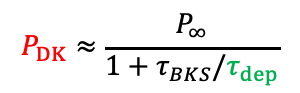 P_DK ≈ P_∞ / (1 + τ_BKS/τ_dep)